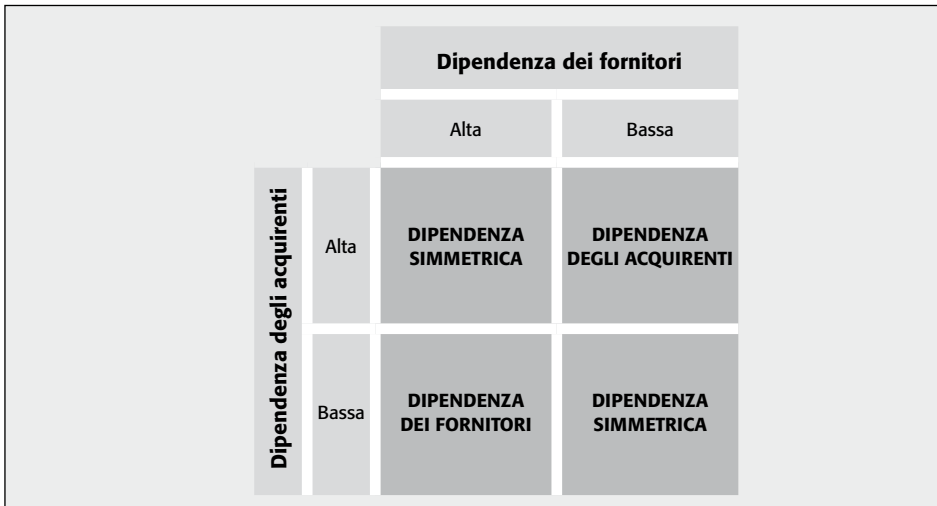 Dipendenza dei fornitori
Alta
Bassa
Dipendenza degli acquirenti
Alta
DIPENDENZA
SIMMETRICA
DIPENDENZA
DEGLI ACQUIRENTI
Bassa
DIPENDENZA
DEI FORNITORI
DIPENDENZA
SIMMETRICA